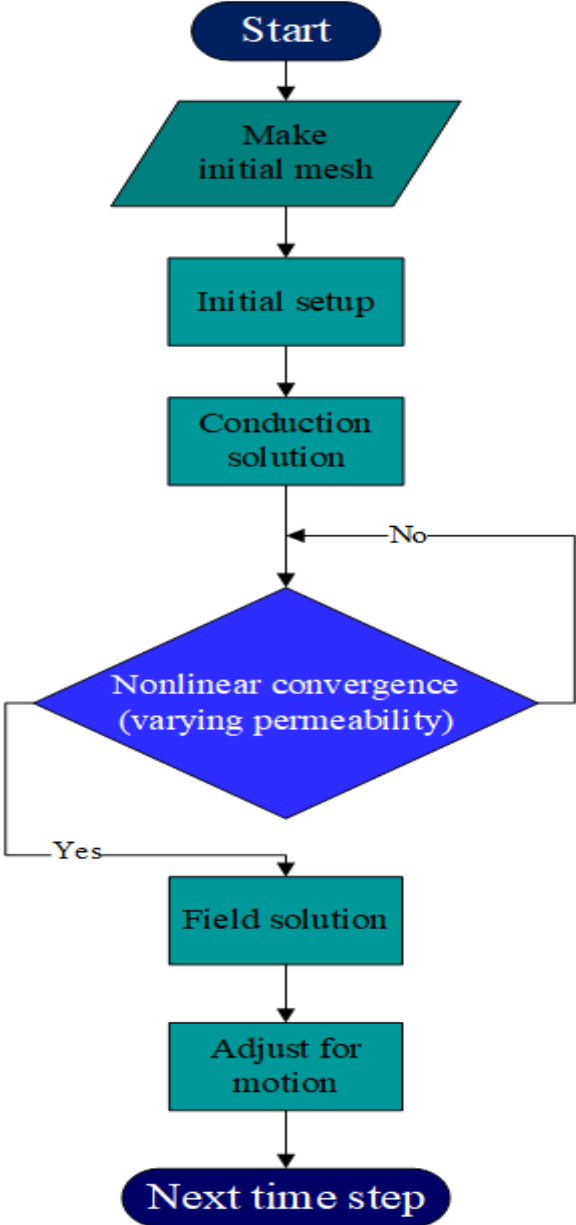 Start
Make
initial mesh
Initial setup
Conduction
solution
No
Nonlinear convergence
(varying permeability)
Yes
Field solution
Adjust for
motion
Next time step